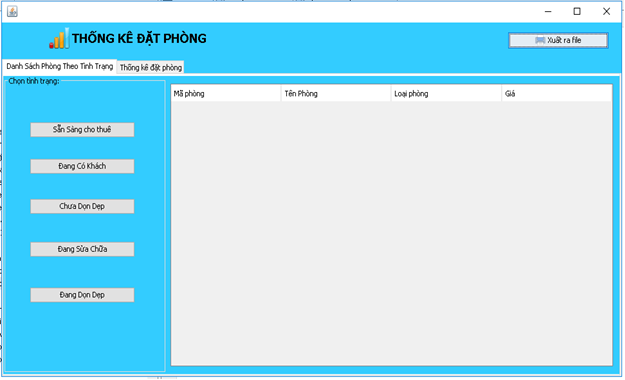 THỐNG KÊ ĐẶT PHÒNG
Xuất ra file
Danh Sách Phòng Theo Tình Trạng
Thống kê đặt phòng
Chọn tình trạng:
Mã phòng Tên Phòng Loại phòng Giá
Sẵn Sàng cho thuê
Đang Có Khách
Chưa Dọn Dẹp
Đang Sửa Chữa
Đang Dọn Dẹp